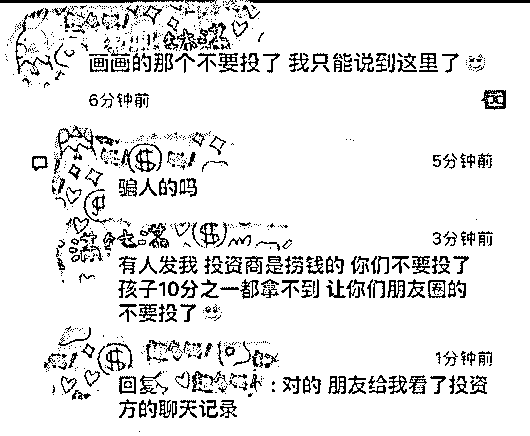 画画的那个不要投了 我只能说到这里了
6分钟前
5分钟前
骗人的吗
3分钟前
有人发我 投资商是捞钱的 你们不要投了
孩子10分之一都拿不到 让你们朋友圈的
不要投了
1分钟前
回复
：对的 朋友给我看了投资
方的聊天记录